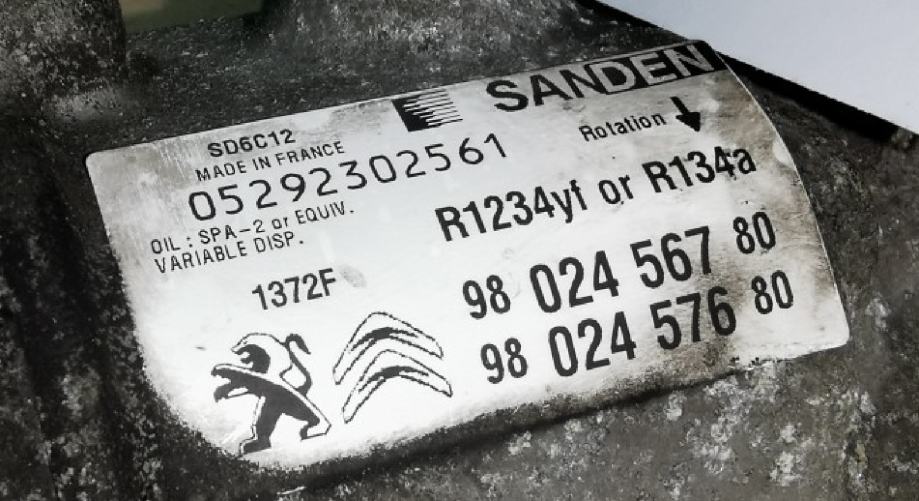 SANDEN
SD6C12
MADE IN FRANCE
Rotation
05292302561
OIL : SPA-2 or EQUIV.
VARIABLE DISP.
R1234yf or R134a
1372F
98 024 567 80
98 024 576 80